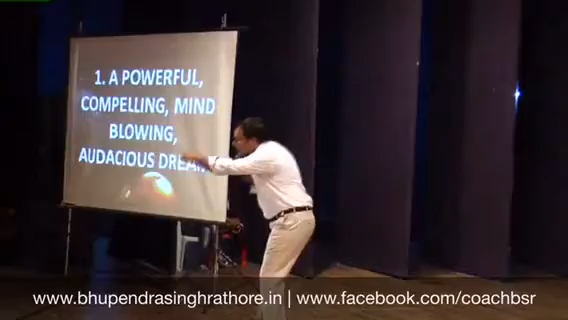 1. A POWERFUL,
COMPELLING, MIND
BLOWING,
AUDACIOUS
www.bhupendrasinghrathore.in | www.facebook.com/coachbsr